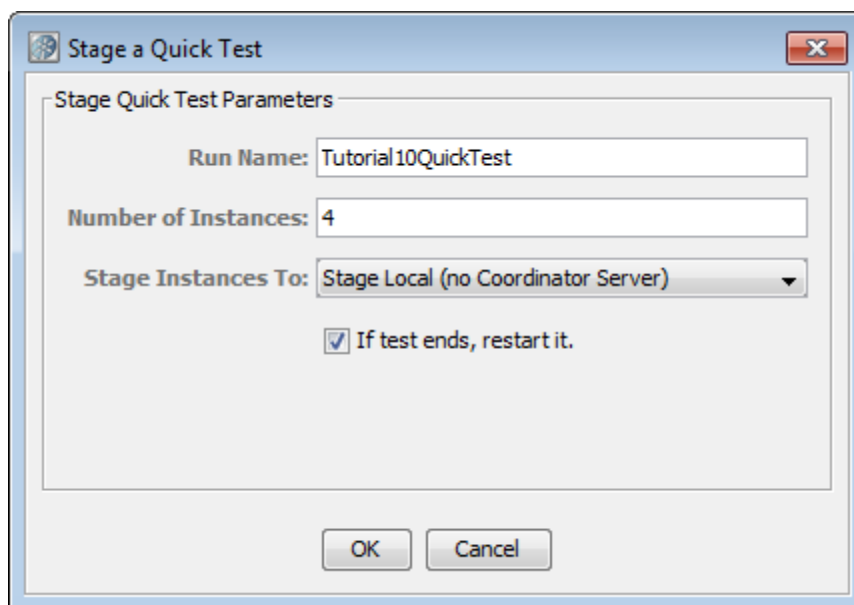 Stage a Quick Test
Stage Quick Test Parameters
Run Name: Tutorial10QuickTest
Number of Instances: 4
Stage Instances To: Stage Local (no Coordinator Server)
If test ends, restart it.
OK Cancel